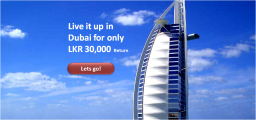 Live it up in
Dubai for only
LKR 30,000 Return
Lets go!